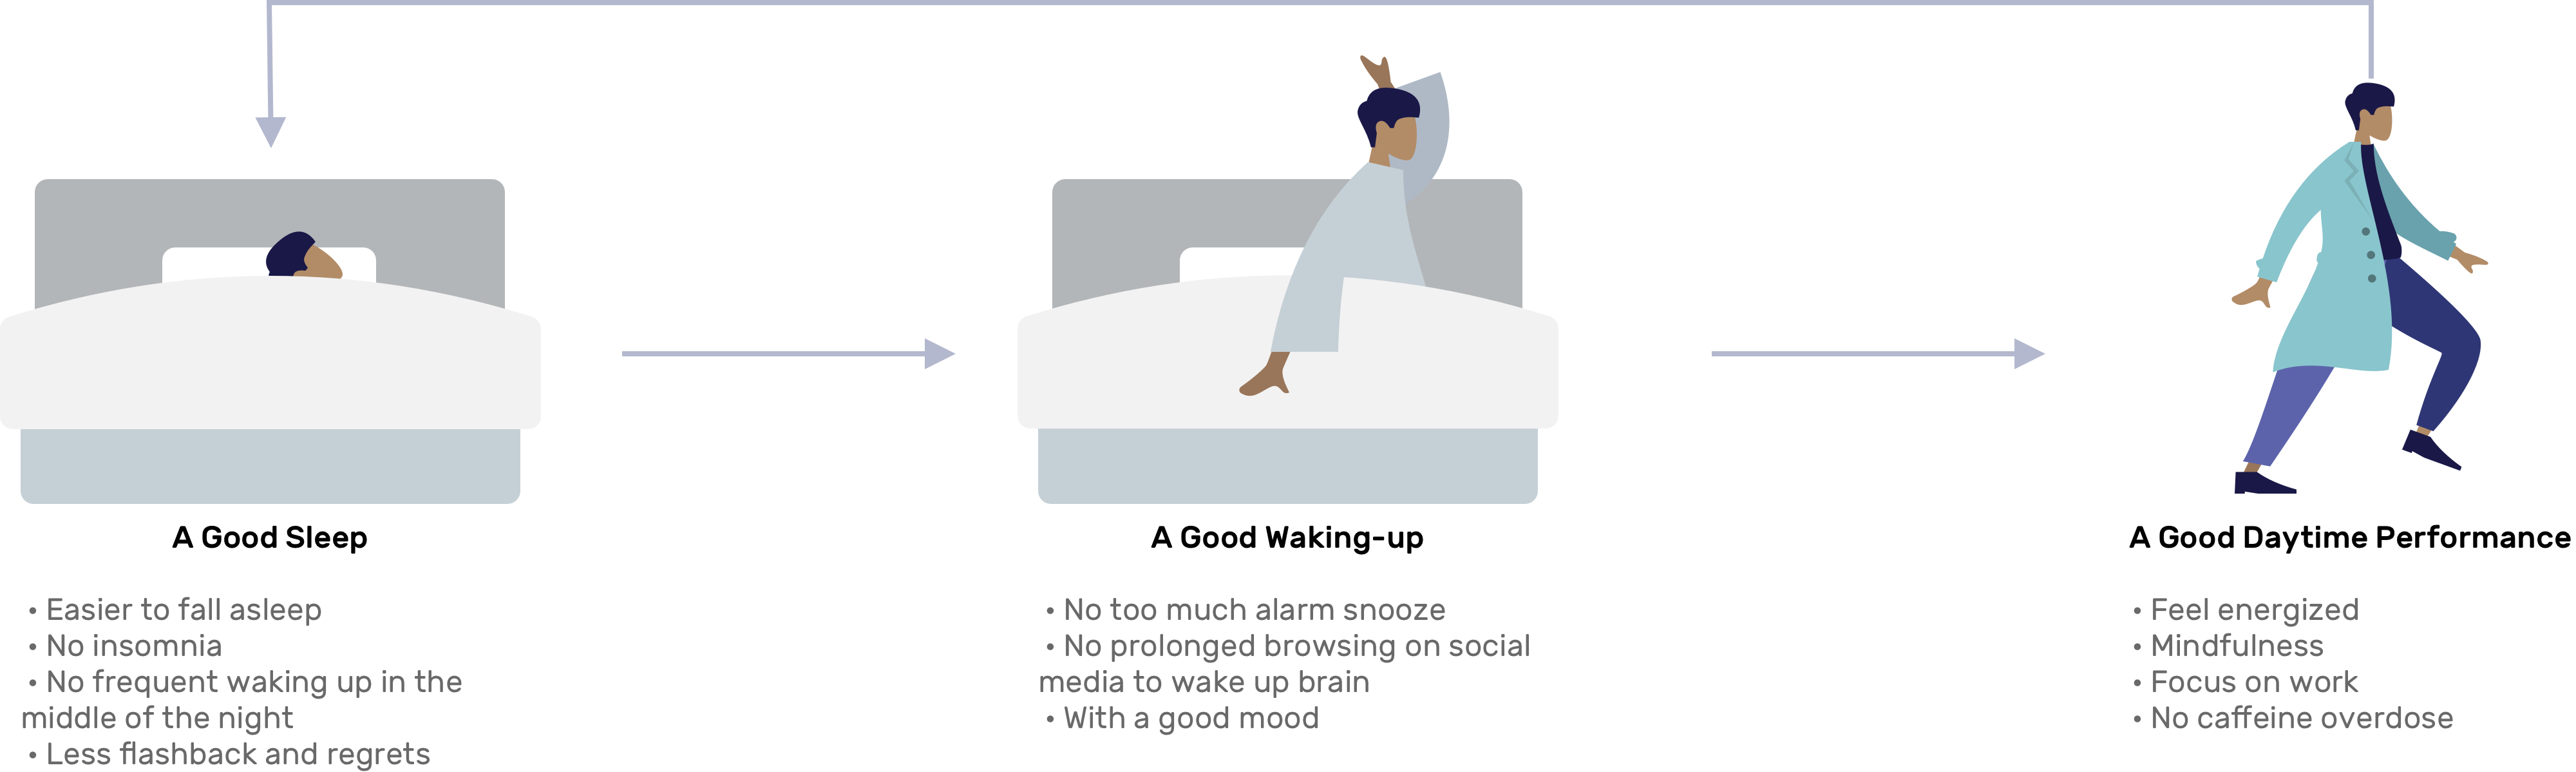 A Good Sleep
• Easier to fall asleep
• No insomnia
• No frequent waking up in the
middle of the night
• Less flashback and regrets
A Good Waking-up
• No too much alarm snooze
• No prolonged browsing on social
media to wake up brain
• With a good mood
A Good Daytime Performance
• Feel energized
• Mindfulness
• Focus on work
• No caffeine overdose